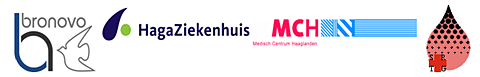 bronovo
HagaZiekenhuis
MCH
Medisch Centrum Haaglanden
S P
T G